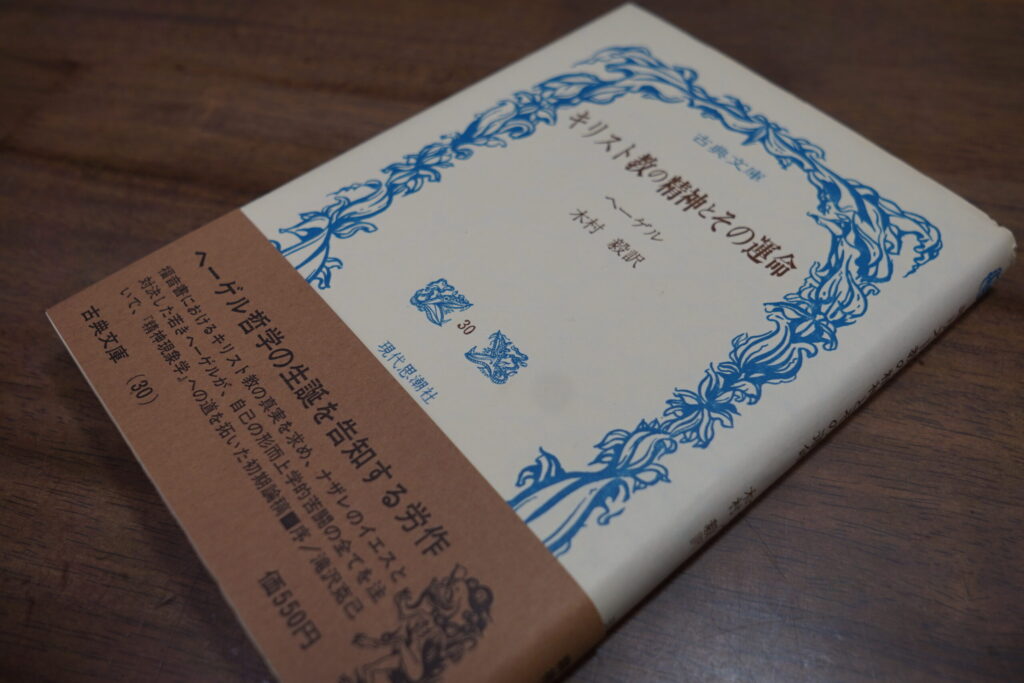 古典文庫
キリスト教の精神とその運命
ヘーゲル
木村 毅訳
30
現代思潮社
ヘーゲル哲学の生誕を告知する労作
福音書におけるキリスト教の真実を求め、ナザレのイエスと
対決した若きヘーゲルが、自己の形而上学的苦闘の全てを注
いで、『精神現象学』への道を拓いた初期論稿■序／滝沢克己
古典文庫（30）
価550円